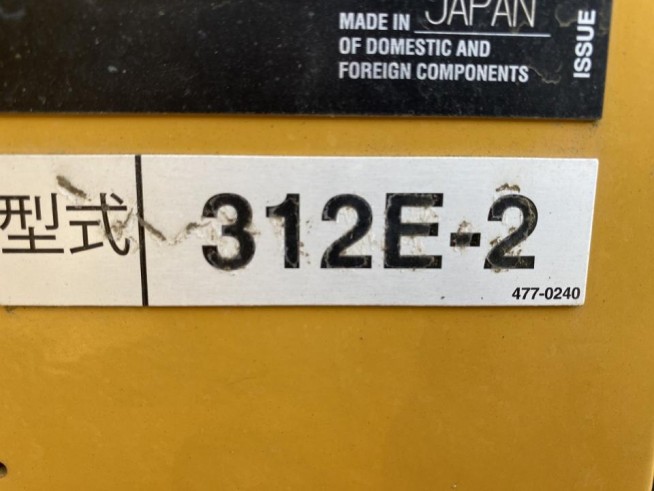 MADE IN JAPAN
OF DOMESTIC AND
FOREIGN COMPONENTS
ISSUE
型式 312E-2
477-0240